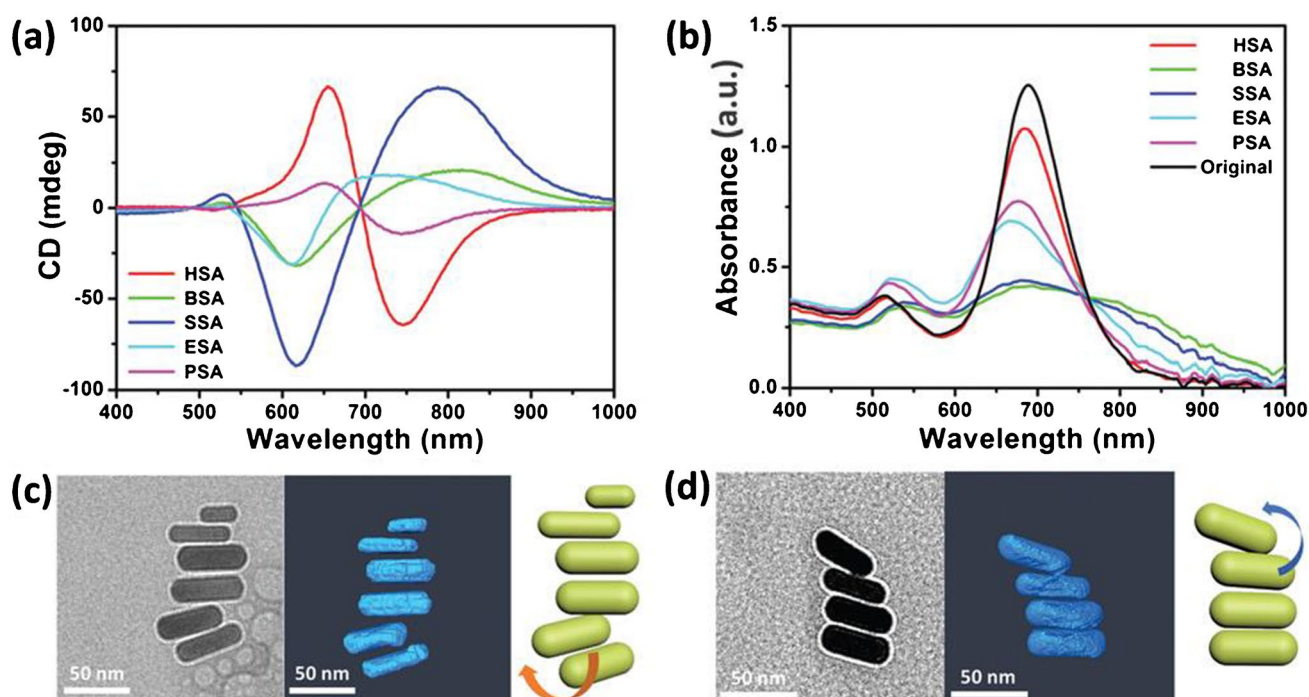 (a)
100
50
0
-50
-100
CD (mdeg)
HSA
BSA
SSA
ESA
PSA
400 500 600 700 800 900 1000
Wavelength (nm)
(b)
1.5
1.0
0.5
0.0
Absorbance (a.u.)
HSA
BSA
SSA
ESA
PSA
Original
400 500 600 700 800 900 1000
Wavelength (nm)
(c)
50 nm
50 nm
(d)
50 nm
50 nm